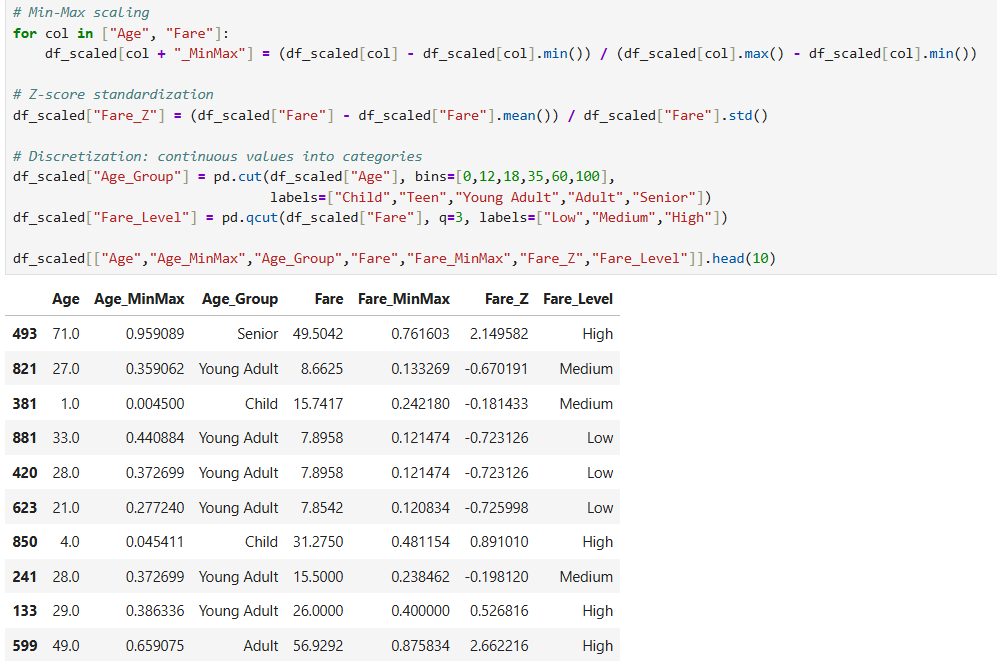 # Min-Max scaling
for col in ["Age", "Fare"]:
    df_scaled[col + "_MinMax"] = (df_scaled[col] - df_scaled[col].min()) / (df_scaled[col].max() - df_scaled[col].min())

# Z-score standardization
df_scaled["Fare_Z"] = (df_scaled["Fare"] - df_scaled["Fare"].mean()) / df_scaled["Fare"].std()

# Discretization: continuous values into categories
df_scaled["Age_Group"] = pd.cut(df_scaled["Age"], bins=[0,12,18,35,60,100],
                                labels=["Child","Teen","Young Adult","Adult","Senior"])
df_scaled["Fare_Level"] = pd.qcut(df_scaled["Fare"], q=3, labels=["Low","Medium","High"])

df_scaled[["Age","Age_MinMax","Age_Group","Fare","Fare_MinMax","Fare_Z","Fare_Level"]].head(10)
Age Age_MinMax Age_Group Fare Fare_MinMax Fare_Z Fare_Level
493 71.0 0.959089 Senior 49.5042 0.761603 2.149582 High
821 27.0 0.359062 Young Adult 8.6625 0.133269 -0.670191 Medium
381 1.0 0.004500 Child 15.7417 0.242180 -0.181433 Medium
881 33.0 0.440884 Young Adult 7.8958 0.121474 -0.723126 Low
420 28.0 0.372699 Young Adult 7.8958 0.121474 -0.723126 Low
623 21.0 0.277240 Young Adult 7.8542 0.120834 -0.725998 Low
850 4.0 0.045411 Child 31.2750 0.481154 0.891010 High
241 28.0 0.372699 Young Adult 15.5000 0.238462 -0.198120 Medium
133 29.0 0.386336 Young Adult 26.0000 0.400000 0.526816 High
599 49.0 0.659075 Adult 56.9292 0.875834 2.662216 High